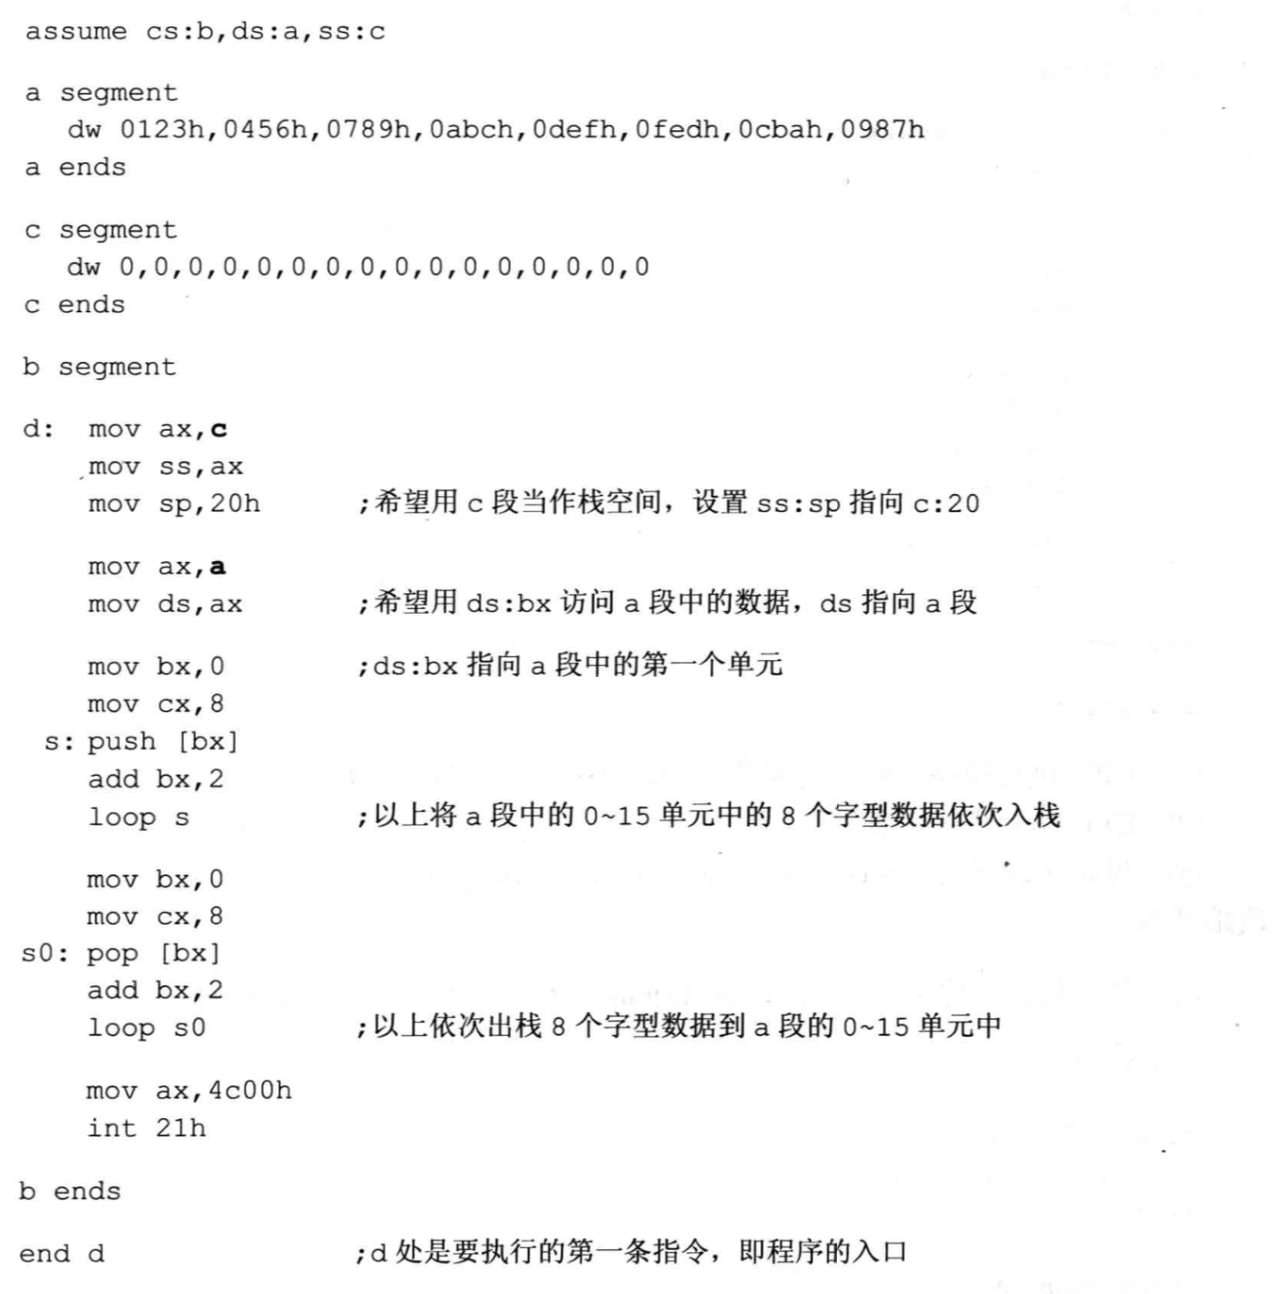 assume cs:b,ds:a,ss:c
a segment
dw 0123h,0456h,0789h,0abch,0defh,0fedh,0cbah,0987h
a ends
c segment
dw 0,0,0,0,0,0,0,0,0,0,0,0,0,0,0,0
c ends
b segment
d: mov ax,c
mov ss,ax
mov sp,20h ;希望用 c 段当作栈空间，设置 ss:sp 指向 c:20
mov ax,a
mov ds,ax ;希望用 ds:bx 访问 a 段中的数据，ds 指向 a 段
mov bx,0 ;ds:bx 指向 a 段中的第一个单元
mov cx,8
s: push [bx]
add bx,2
loop s ;以上将 a 段中的 0~15 单元中的 8 个字型数据依次入栈
mov bx,0
mov cx,8
s0: pop [bx]
add bx,2
loop s0 ;以上依次出栈 8 个字型数据到 a 段的 0~15 单元中
mov ax,4c00h
int 21h
b ends
end d ;d 处是要执行的第一条指令，即程序的入口